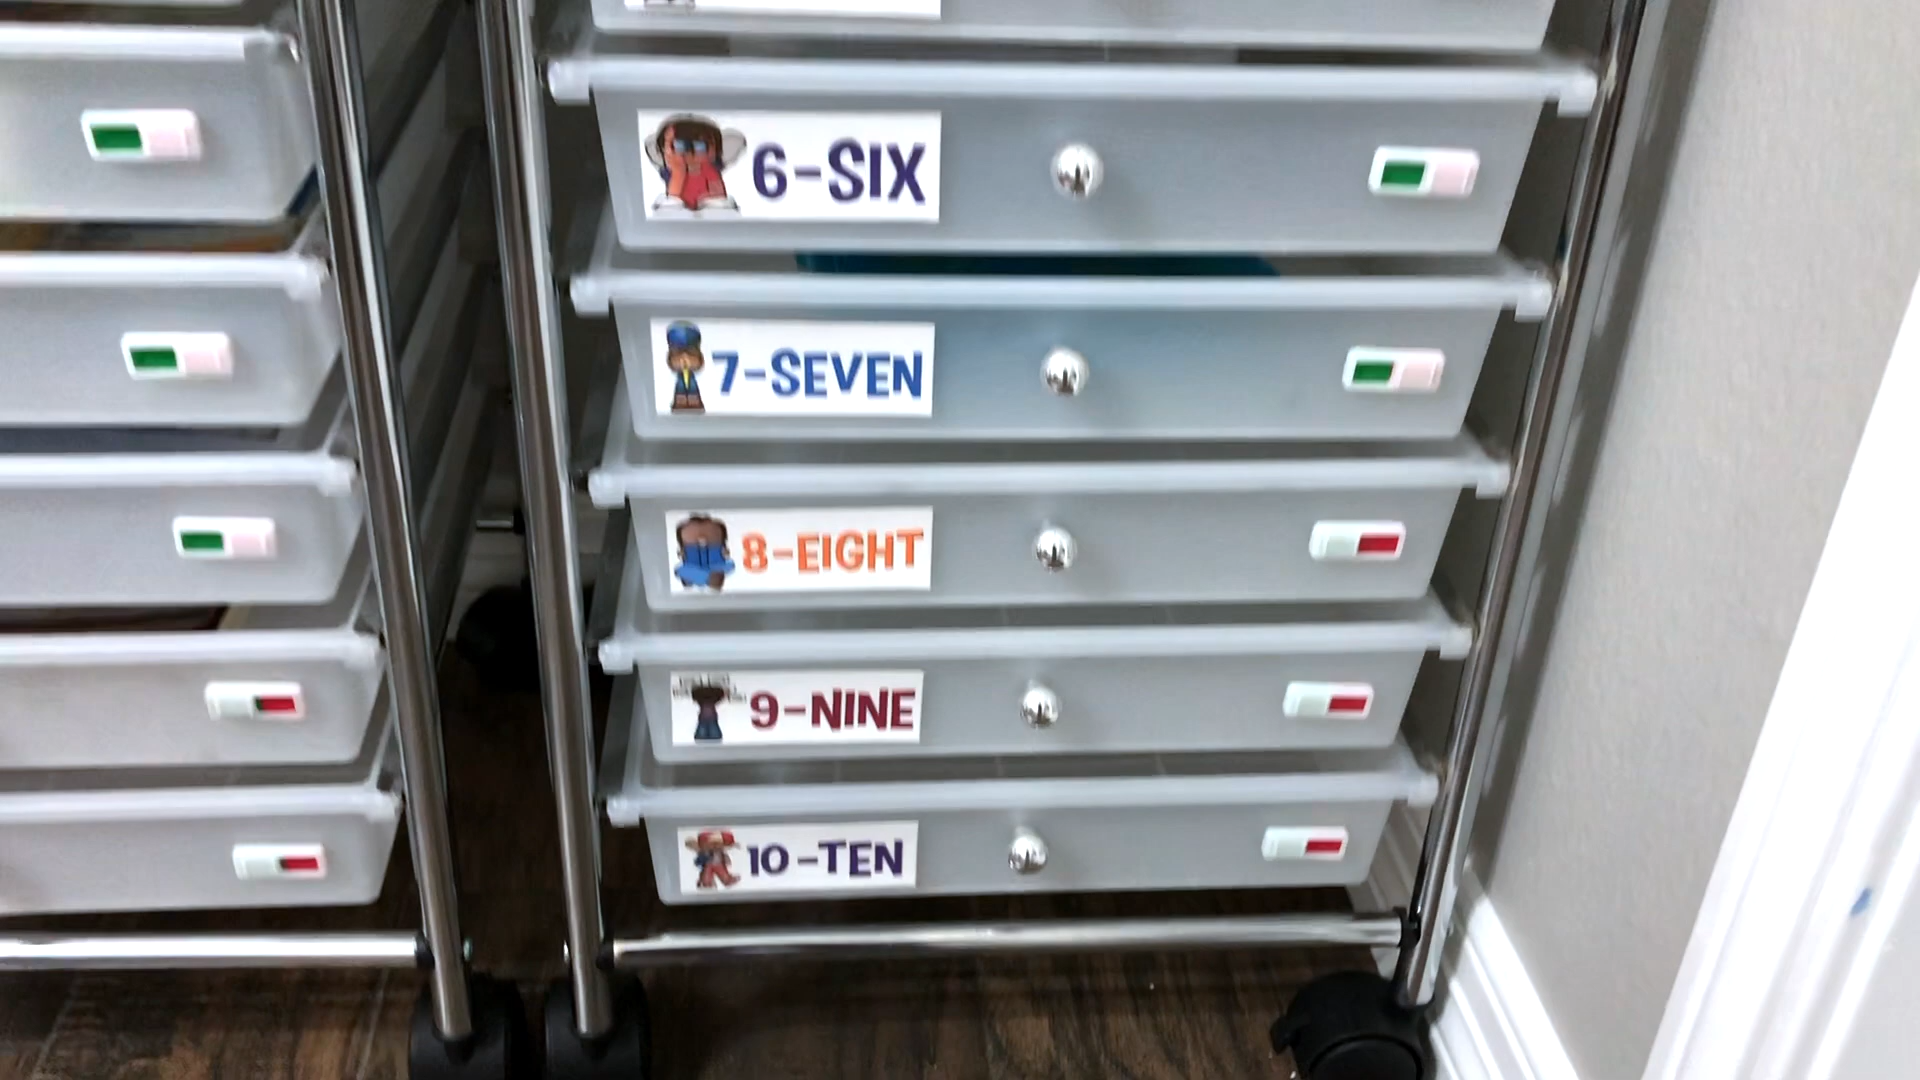 6-SIX
7-SEVEN
8-EIGHT
9-NINE
10-TEN